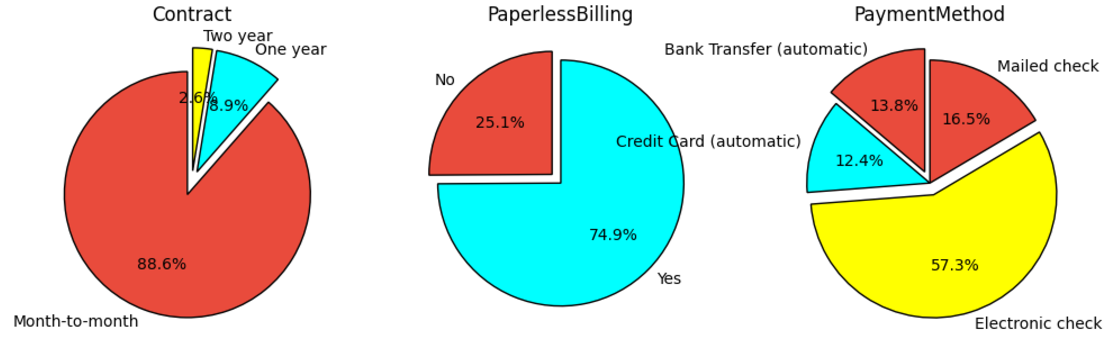 Contract
Two year
One year
2.6%
8.9%
88.6%
Month-to-month
PaperlessBilling
No
25.1%
74.9%
Yes
PaymentMethod
Bank Transfer (automatic)
Mailed check
13.8%
16.5%
Credit Card (automatic)
12.4%
57.3%
Electronic check